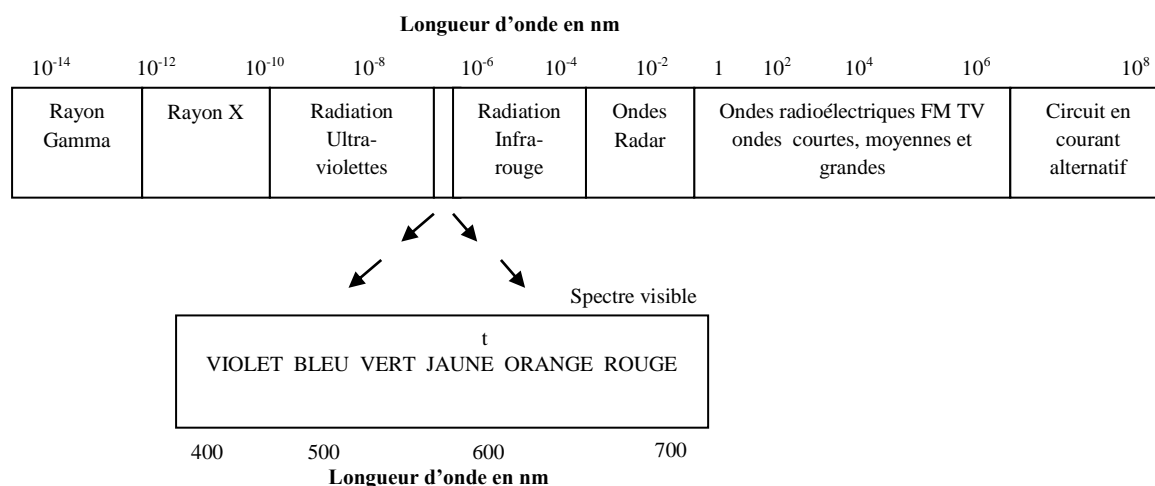 Longueur d'onde en nm
10⁻¹⁴ 10⁻¹² 10⁻¹⁰ 10⁻⁸ 10⁻⁶ 10⁻⁴ 10⁻² 1 10² 10⁴ 10⁶ 10⁸
Rayon
Gamma
Rayon X
Radiation
Ultra-
violettes
Radiation
Infra-
rouge
Ondes
Radar
Ondes radioélectriques FM TV
ondes courtes, moyennes et
grandes
Circuit en
courant
alternatif
Spectre visible
t
VIOLET BLEU VERT JAUNE ORANGE ROUGE
400 500 600 700
Longueur d'onde en nm